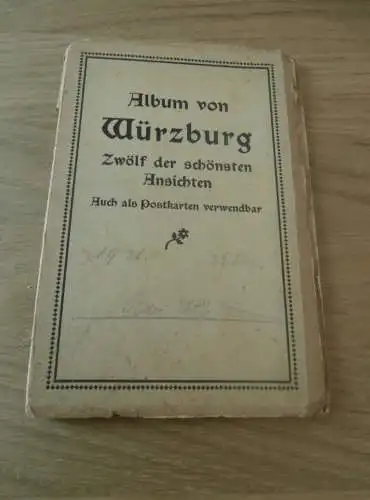 Album von
Würzburg
Zwölf der schönsten
Ansichten
Auch als Postkarten verwendbar